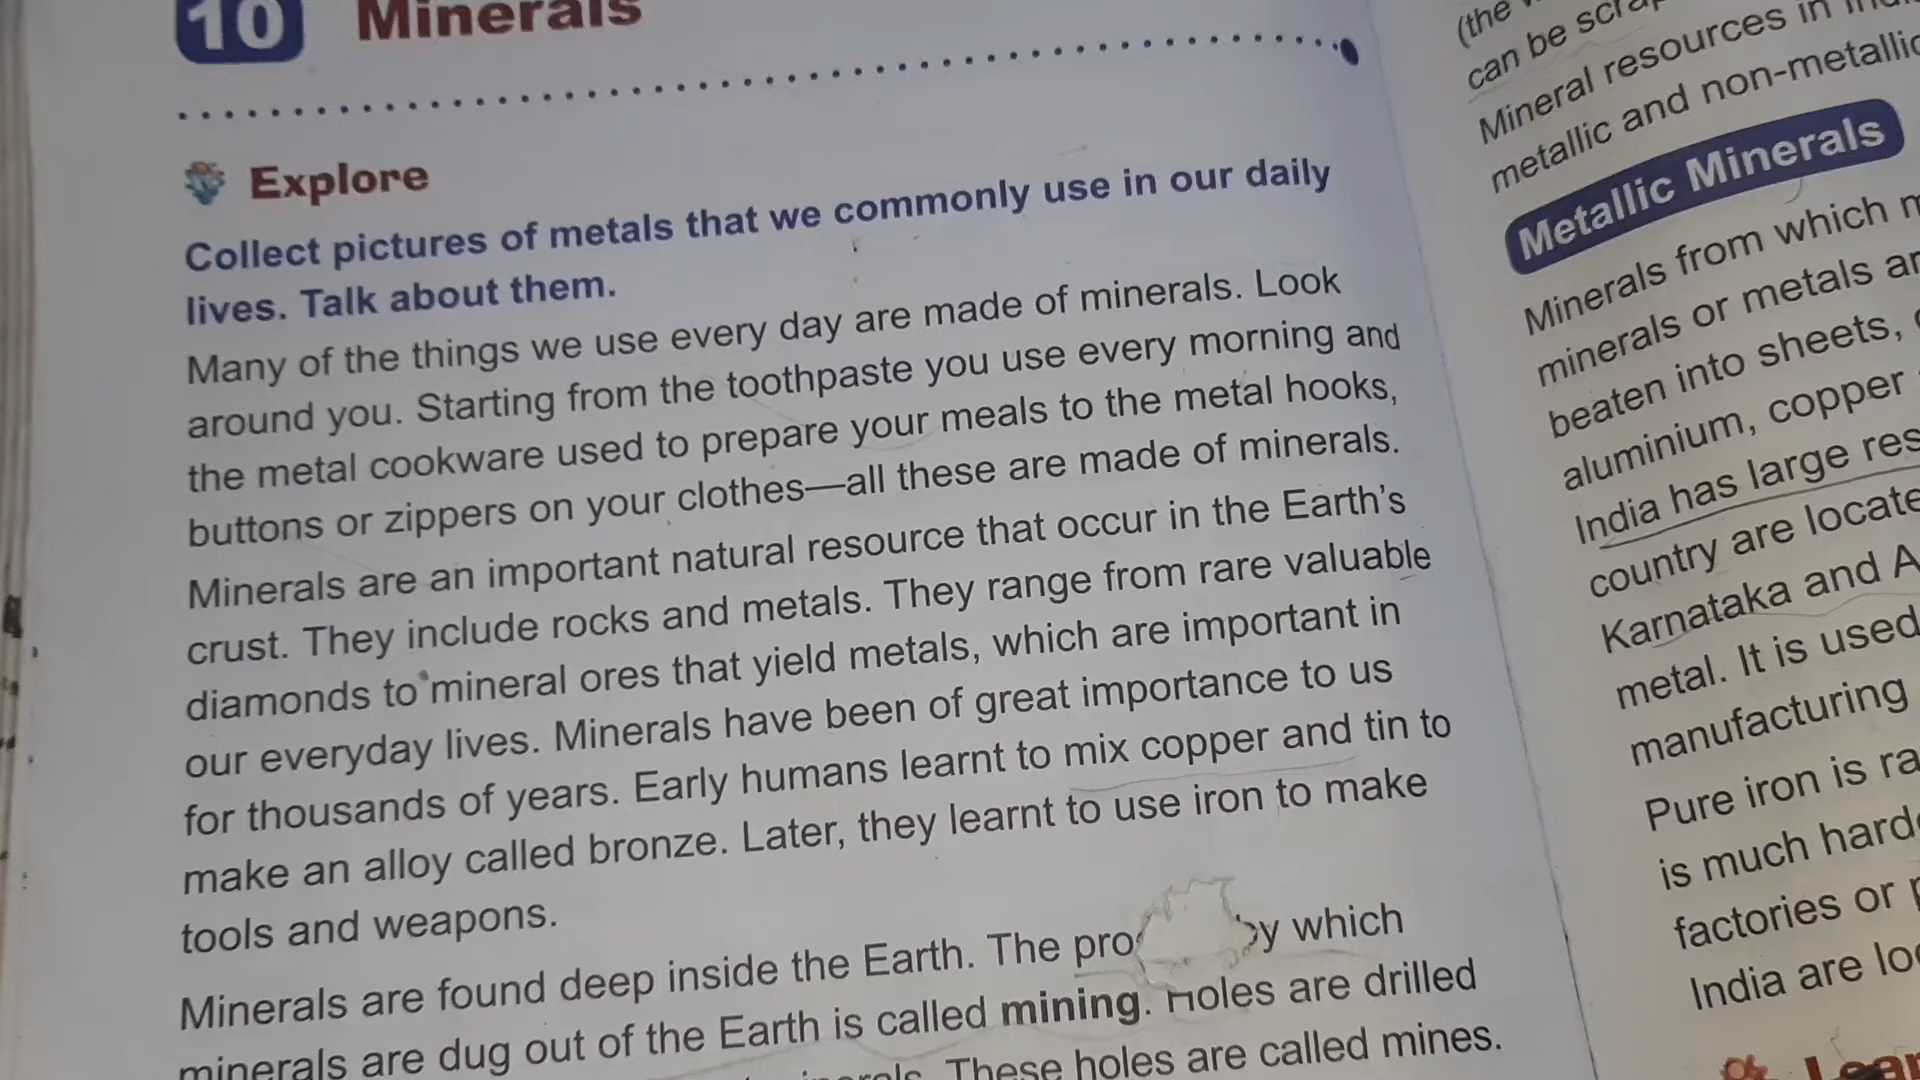 10 Minerals
Explore
Collect pictures of metals that we commonly use in our daily
lives. Talk about them.
Many of the things we use every day are made of minerals. Look
around you. Starting from the toothpaste you use every morning and
the metal cookware used to prepare your meals to the metal hooks,
buttons or zippers on your clothes—all these are made of minerals.
Minerals are an important natural resource that occur in the Earth's
crust. They include rocks and metals. They range from rare valuable
diamonds to mineral ores that yield metals, which are important in
our everyday lives. Minerals have been of great importance to us
for thousands of years. Early humans learnt to mix copper and tin to
make an alloy called bronze. Later, they learnt to use iron to make
tools and weapons.
Minerals are found deep inside the Earth. The which
minerals are dug out of the Earth is called mining. Holes are drilled
These holes are called mines.
(the
can be
Mineral resources in
metallic and non-metallic
Metallic Minerals
Minerals from which
minerals or metals
beaten into sheets,
aluminium, copper
India has large
country are
Karnataka and
metal. It is used
manufacturing
Pure iron is
is much
factories or
India are